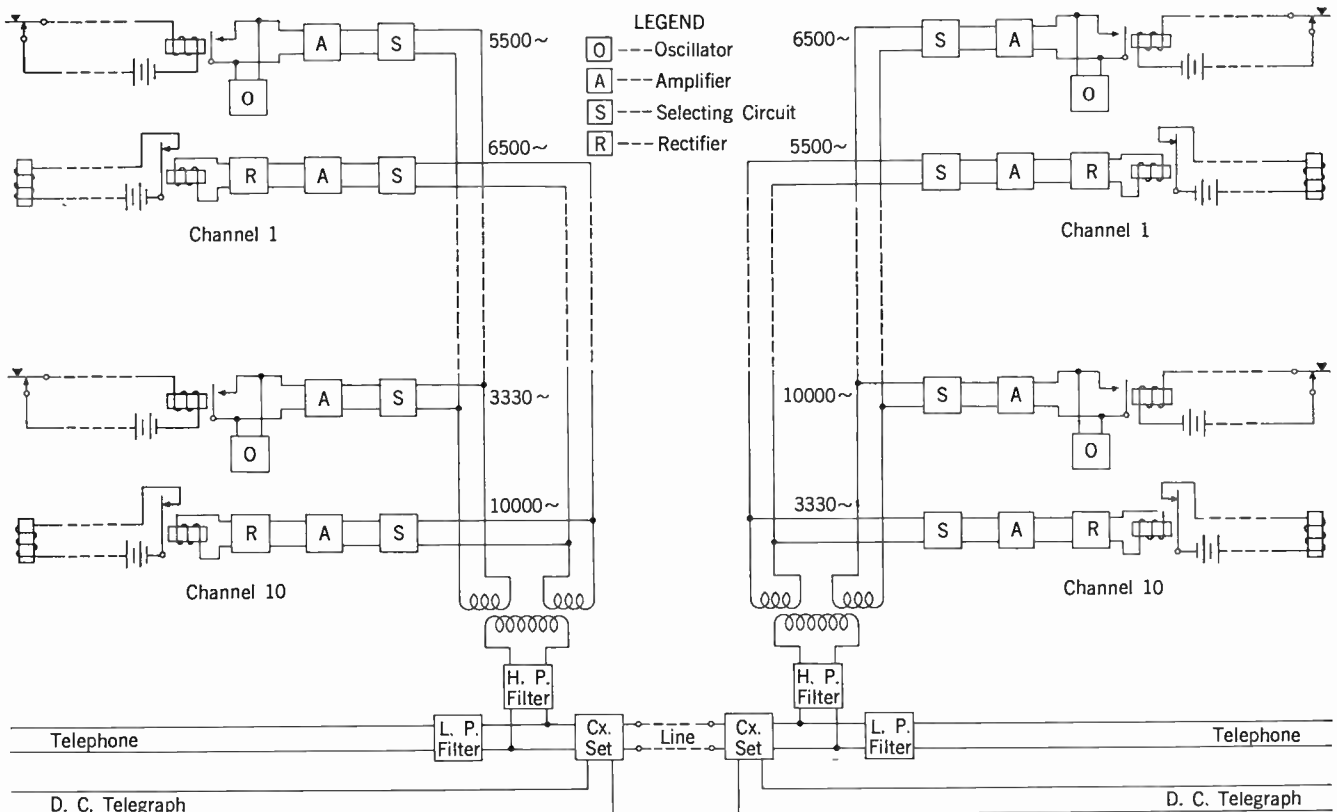 LEGEND
O --- Oscillator
A --- Amplifier
S --- Selecting Circuit
R --- Rectifier
A S 5500~
O
6500~
R A S
Channel 1
A S 3330~
O
10000~
R A S
Channel 10
6500~ S A
O
5500~
S A R
Channel 1
10000~ S A
O
3330~
S A R
Channel 10
H. P.
Filter
H. P.
Filter
Telephone
L. P.
Filter
Cx.
Set
Line
Cx.
Set
L. P.
Filter
Telephone
D. C. Telegraph
D. C. Telegraph